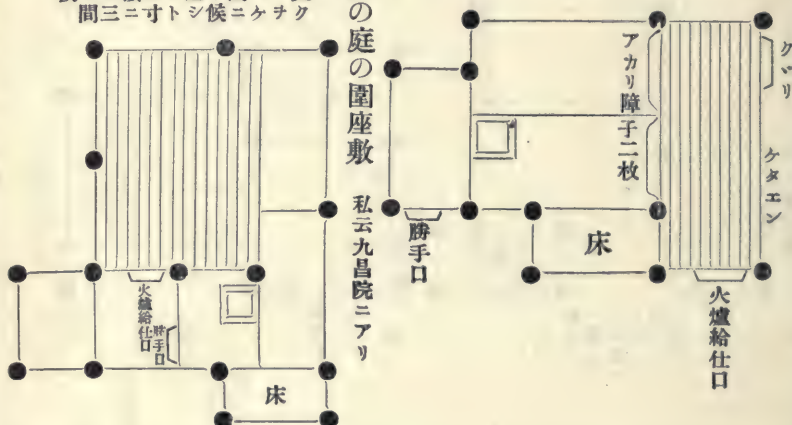 クヾリ
ケタエン
火爐給仕口
アカリ障子二枚
床
勝手口
の庭の圍座敷　私云九昌院ニアリ
間三ニ寸トシ候ニケチク
床
勝手口
火爐給仕口